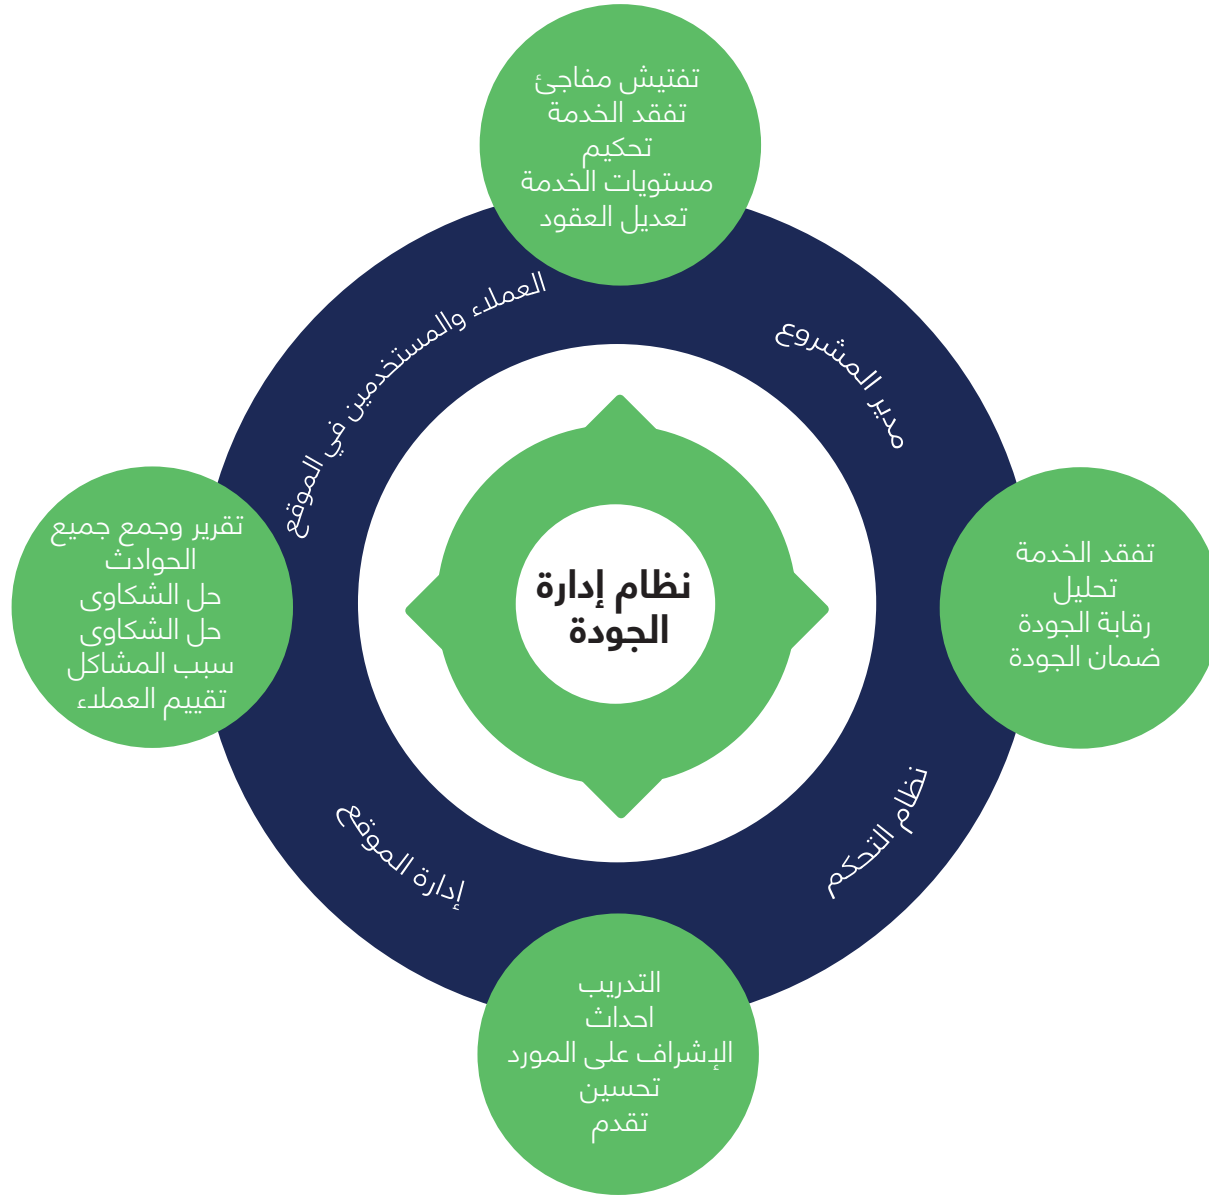 تفتيش مفاجئ
تفقد الخدمة
تحكيم
مستويات الخدمة
تعديل العقود
مدير المشروع
العملاء والمستخدمين في الموقع
تفقد الخدمة
تحليل
رقابة الجودة
ضمان الجودة
نظام إدارة
الجودة
تقرير وجمع جميع
الحوادث
حل الشكاوى
حل الشكاوى
سبب المشاكل
تقييم العملاء
نظام التحكم
إدارة الموقع
التدريب
احداث
الإشراف على المورد
تحسين
تقدم